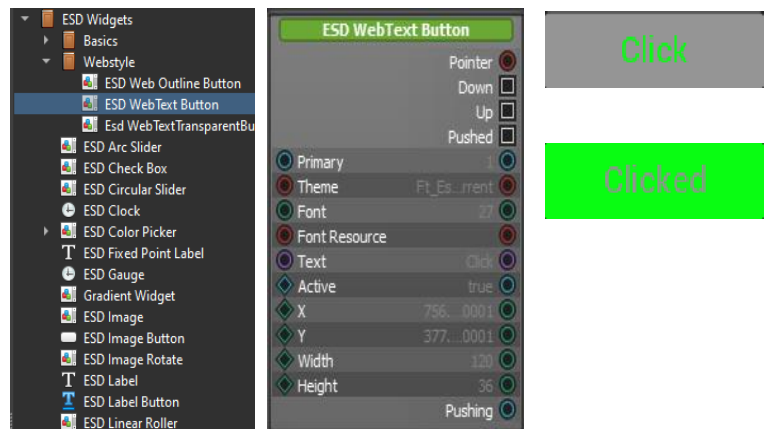 ESD Widgets
Basics
Webstyle
ESD Web Outline Button
ESD WebText Button
Esd WebTextTransparentBu
ESD Arc Slider
ESD Check Box
ESD Circular Slider
ESD Clock
ESD Color Picker
ESD Fixed Point Label
ESD Gauge
Gradient Widget
ESD Image
ESD Image Button
ESD Image Rotate
ESD Label
ESD Label Button
ESD Linear Roller
ESD WebText Button
Pointer
Down
Up
Pushed
Primary 1
Theme Ft_Es...rrent
Font 27
Font Resource
Text Click
Active true
X 756....0001
Y 377....0001
Width 120
Height 36
Pushing
Click
Clicked